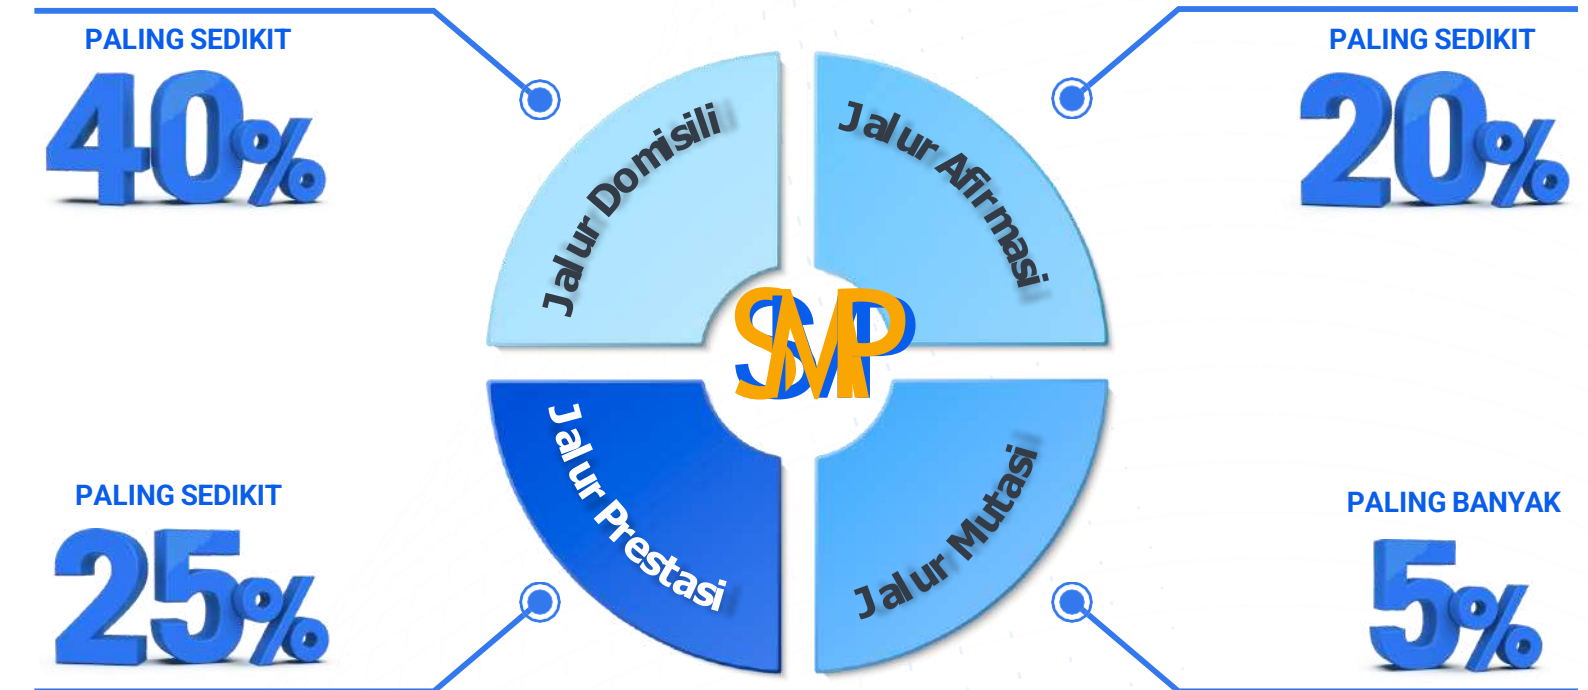 PALING SEDIKIT
40%
Jalur Domisili
PALING SEDIKIT
20%
Jalur Afirmasi
SMP
PALING SEDIKIT
25%
Jalur Prestasi
PALING BANYAK
5%
Jalur Mutasi